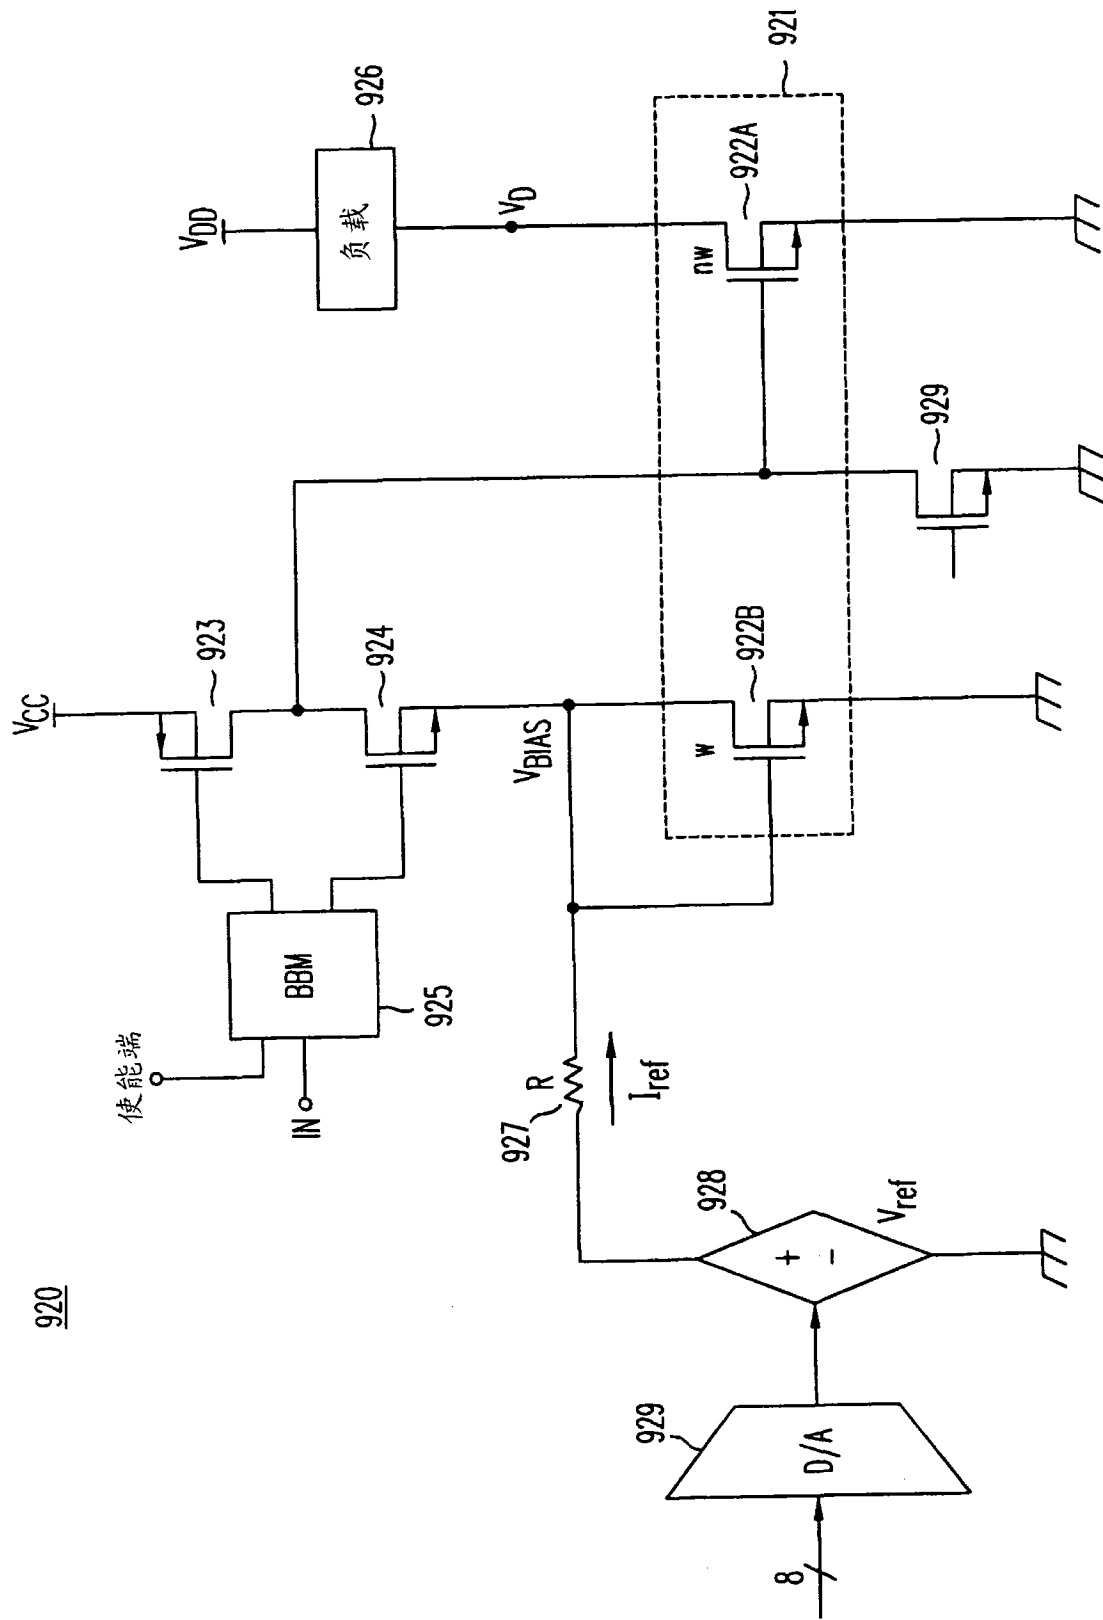 920
V_DD
926
负载
V_D
921
V_CC
923
924
使能端
BBM
IN
925
V_BIAS
nw
922A
w
922B
929
927
R
I_ref
928
+
−
V_ref
929
D/A
8